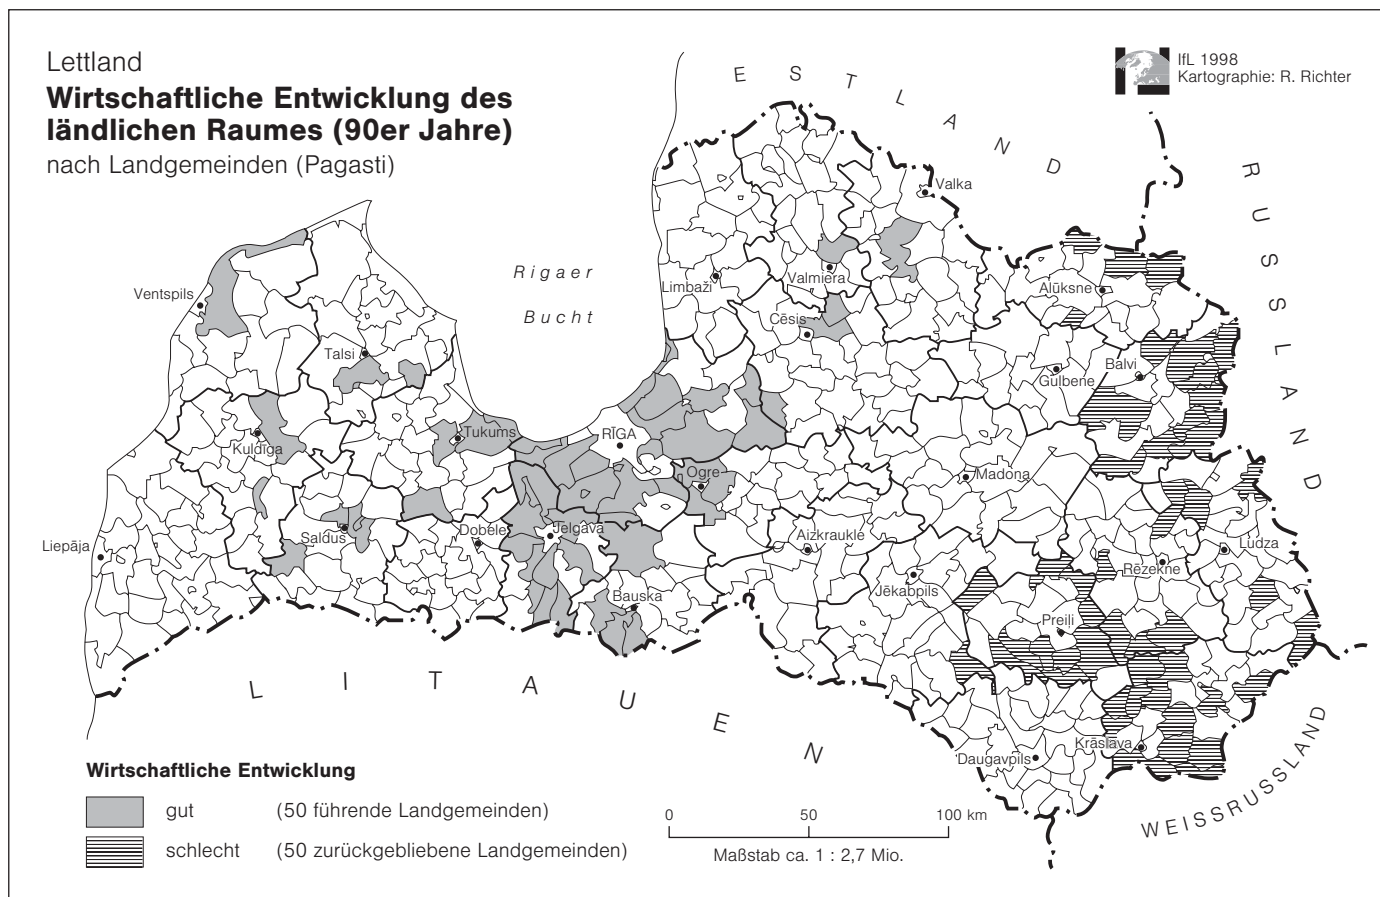 Lettland
Wirtschaftliche Entwicklung des
ländlichen Raumes (90er Jahre)
nach Landgemeinden (Pagasti)
IfL 1998
Kartographie: R. Richter
ESTLAND
RUSSLAND
Valka
Rigaer
Bucht
Ventspils
Limbaži
Valmiera
Alūksne
Cēsis
Talsi
Gulbene
Balvi
Kuldīga
Tukums
RĪGA
Ogre
Madona
Saldus
Dobele
Jelgava
Aizkraukle
Liepāja
Ludza
Rēzekne
Jēkabpils
Bauska
Preiļi
LITAUEN
Krāslava
Daugavpils
WEISSRUSSLAND
Wirtschaftliche Entwicklung
gut (50 führende Landgemeinden)
schlecht (50 zurückgebliebene Landgemeinden)
0 50 100 km
Maßstab ca. 1 : 2,7 Mio.